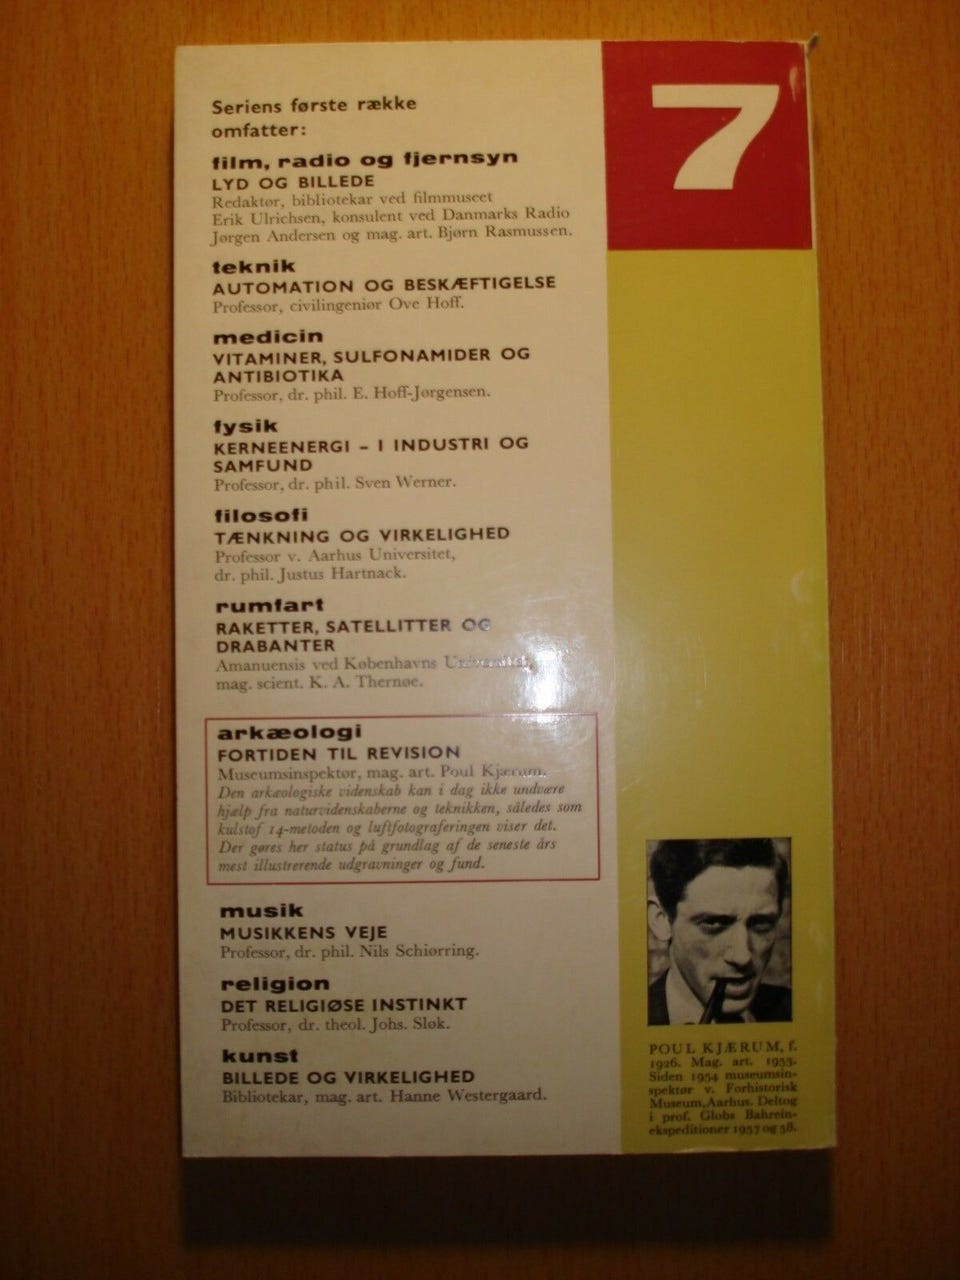 Seriens første række
omfatter:
film, radio og fjernsyn
LYD OG BILLEDE
Redaktør, bibliotekar ved filmmuseet
Erik Ulrichsen, konsulent ved Danmarks Radio
Jørgen Andersen og mag. art. Bjørn Rasmussen.
teknik
AUTOMATION OG BESKÆFTIGELSE
Professor, civilingeniør Ove Hoff.
medicin
VITAMINER, SULFONAMIDER OG
ANTIBIOTIKA
Professor, dr. phil. E. Hoff-Jørgensen.
fysik
KERNEENERGI – I INDUSTRI OG
SAMFUND
Professor, dr. phil. Sven Werner.
filosofi
TÆNKNING OG VIRKELIGHED
Professor v. Aarhus Universitet,
dr. phil. Justus Hartnack.
rumfart
RAKETTER, SATELLITTER OG
DRABANTER
Amanuensis ved Københavns Universitet,
mag. scient. K. A. Thernøe.
arkæologi
FORTIDEN TIL REVISION
Museumsinspektør, mag. art. Poul Kjærum.
Den arkæologiske videnskab kan i dag ikke undvære
hjælp fra naturvidenskaberne og teknikken, således som
kulstof 14-metoden og luftfotograferingen viser det.
Der gøres her status på grundlag af de seneste års
mest illustrerende udgravninger og fund.
musik
MUSIKKENS VEJE
Professor, dr. phil. Nils Schiørring.
religion
DET RELIGIØSE INSTINKT
Professor, dr. theol. Johs. Sløk.
kunst
BILLEDE OG VIRKELIGHED
Bibliotekar, mag. art. Hanne Westergaard.
7
POUL KJÆRUM, f.
1926. Mag. art. 1953.
Siden 1954 museumsin-
spektør v. Forhistorisk
Museum, Aarhus. Deltog
i prof. Globs Bahrein-
ekspeditioner 1957 og 58.